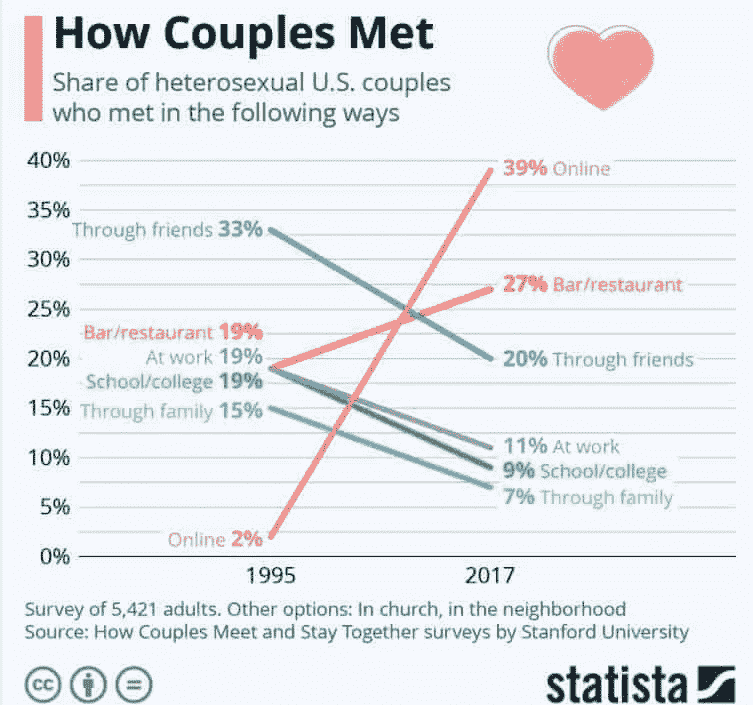 How Couples Met
Share of heterosexual U.S. couples
who met in the following ways
40%
39% Online
35%
Through friends 33%
30%
27% Bar/restaurant
25%
Bar/restaurant 19%
At work 19%
20%
20% Through friends
School/college 19%
15%
Through family 15%
11% At work
10%
9% School/college
7% Through family
5%
Online 2%
0%
1995 2017
Survey of 5,421 adults. Other options: In church, in the neighborhood
Source: How Couples Meet and Stay Together surveys by Stanford University
cc
=
statista